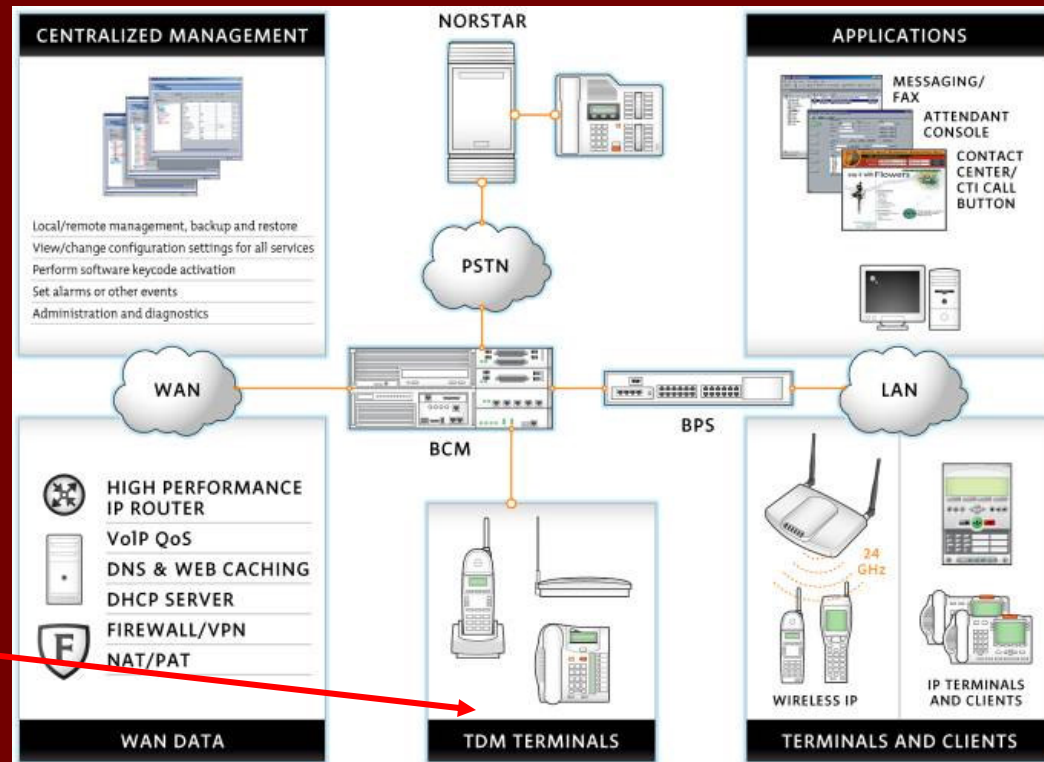 CENTRALIZED MANAGEMENT
Local/remote management, backup and restore
View/change configuration settings for all services
Perform software keycode activation
Set alarms or other events
Administration and diagnostics
NORSTAR
APPLICATIONS
MESSAGING/
FAX
ATTENDANT
CONSOLE
CONTACT
CENTER/
CTI CALL
BUTTON
Flowers
PSTN
WAN
BCM
BPS
LAN
HIGH PERFORMANCE
IP ROUTER
VoIP QoS
DNS & WEB CACHING
DHCP SERVER
FIREWALL/VPN
F
NAT/PAT
WAN DATA
TDM TERMINALS
24
GHz
WIRELESS IP
IP TERMINALS
AND CLIENTS
TERMINALS AND CLIENTS